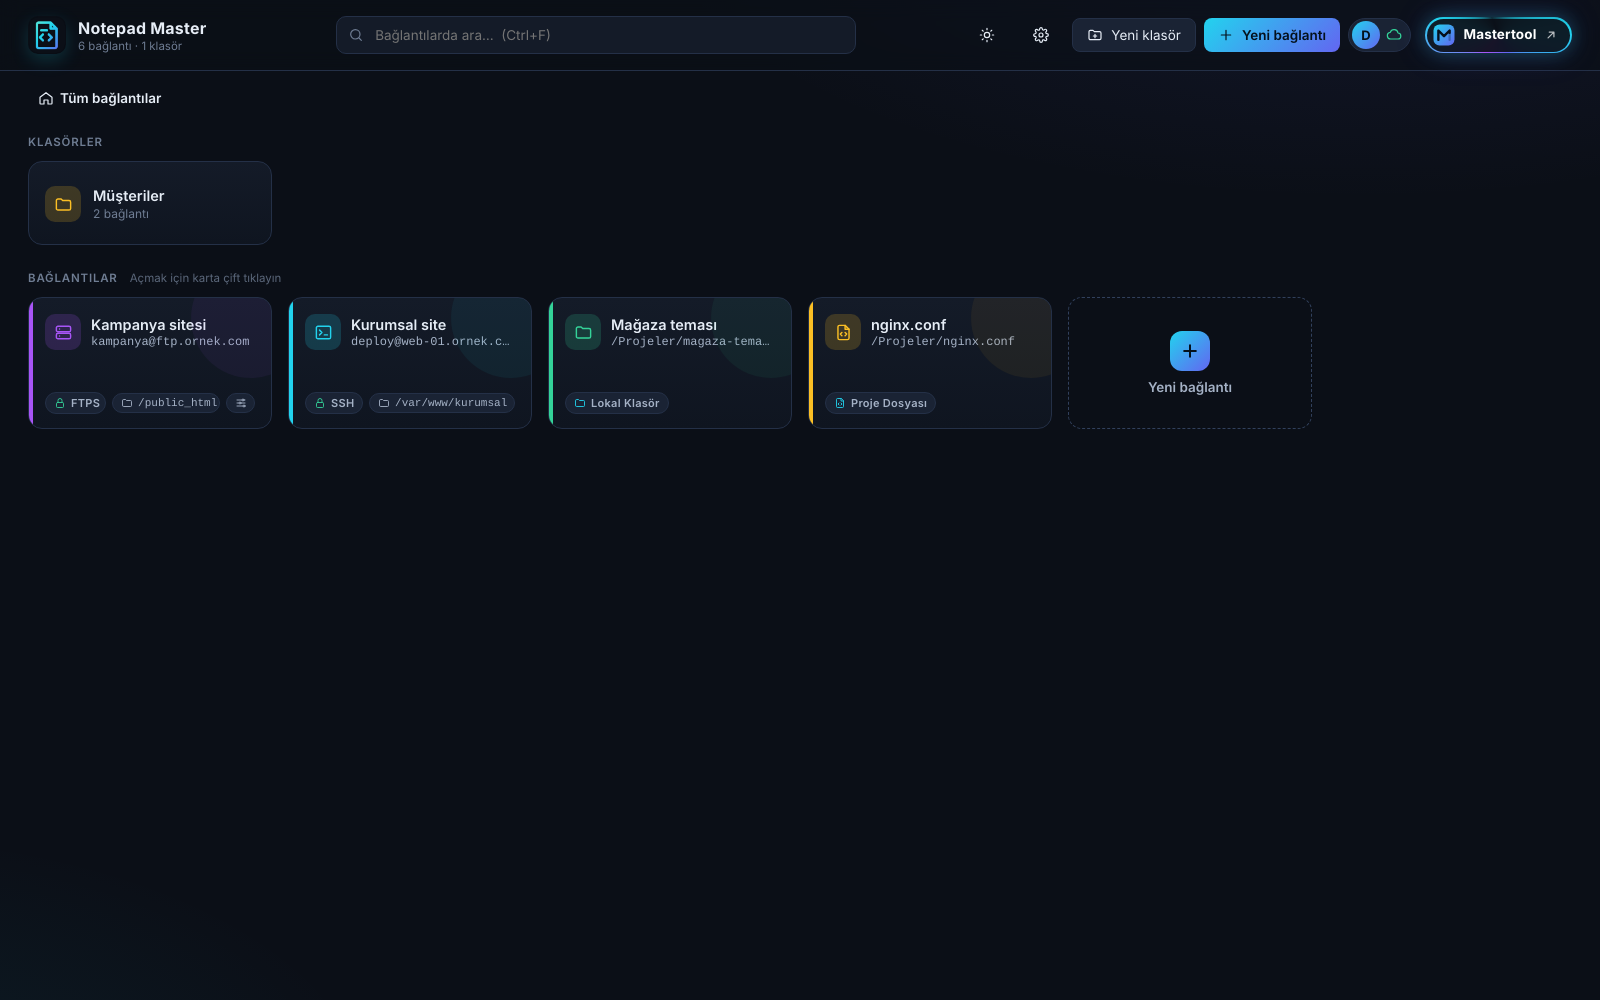 Notepad Master
6 bağlantı · 1 klasör
Bağlantılarda ara... (Ctrl+F)
Yeni klasör
Yeni bağlantı
D
Mastertool
Tüm bağlantılar
KLASÖRLER
Müşteriler
2 bağlantı
BAĞLANTILAR Açmak için karta çift tıklayın
Kampanya sitesi
kampanya@ftp.ornek.com
FTPS
/public_html
Kurumsal site
deploy@web-01.ornek.c…
SSH
/var/www/kurumsal
Mağaza teması
/Projeler/magaza-tema…
Lokal Klasör
nginx.conf
/Projeler/nginx.conf
Proje Dosyası
Yeni bağlantı